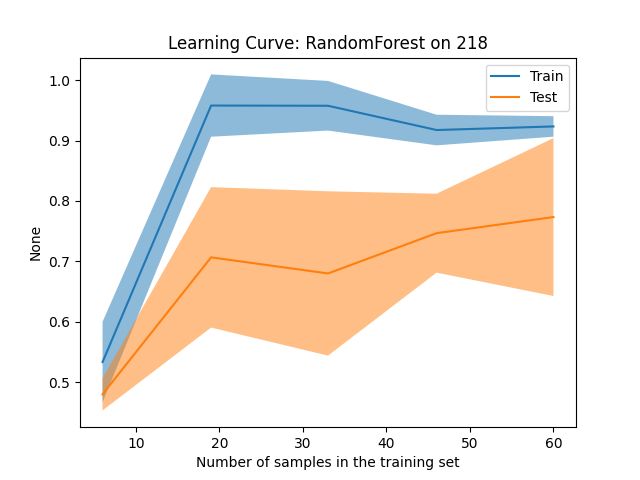 Learning Curve: RandomForest on 218
Train
Test
1.0
0.9
0.8
0.7
0.6
0.5
None
10 20 30 40 50 60
Number of samples in the training set